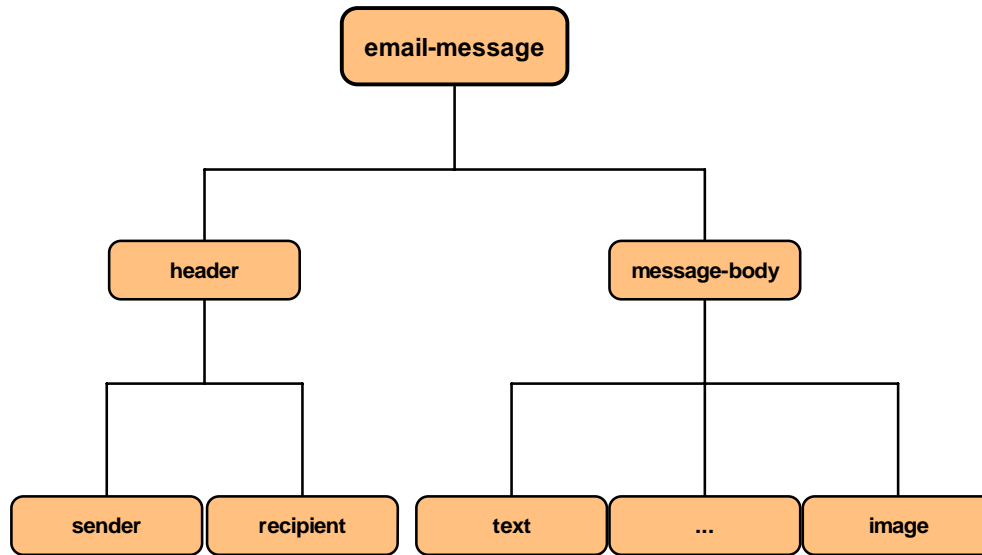 email-message
header
message-body
sender
recipient
text
...
image